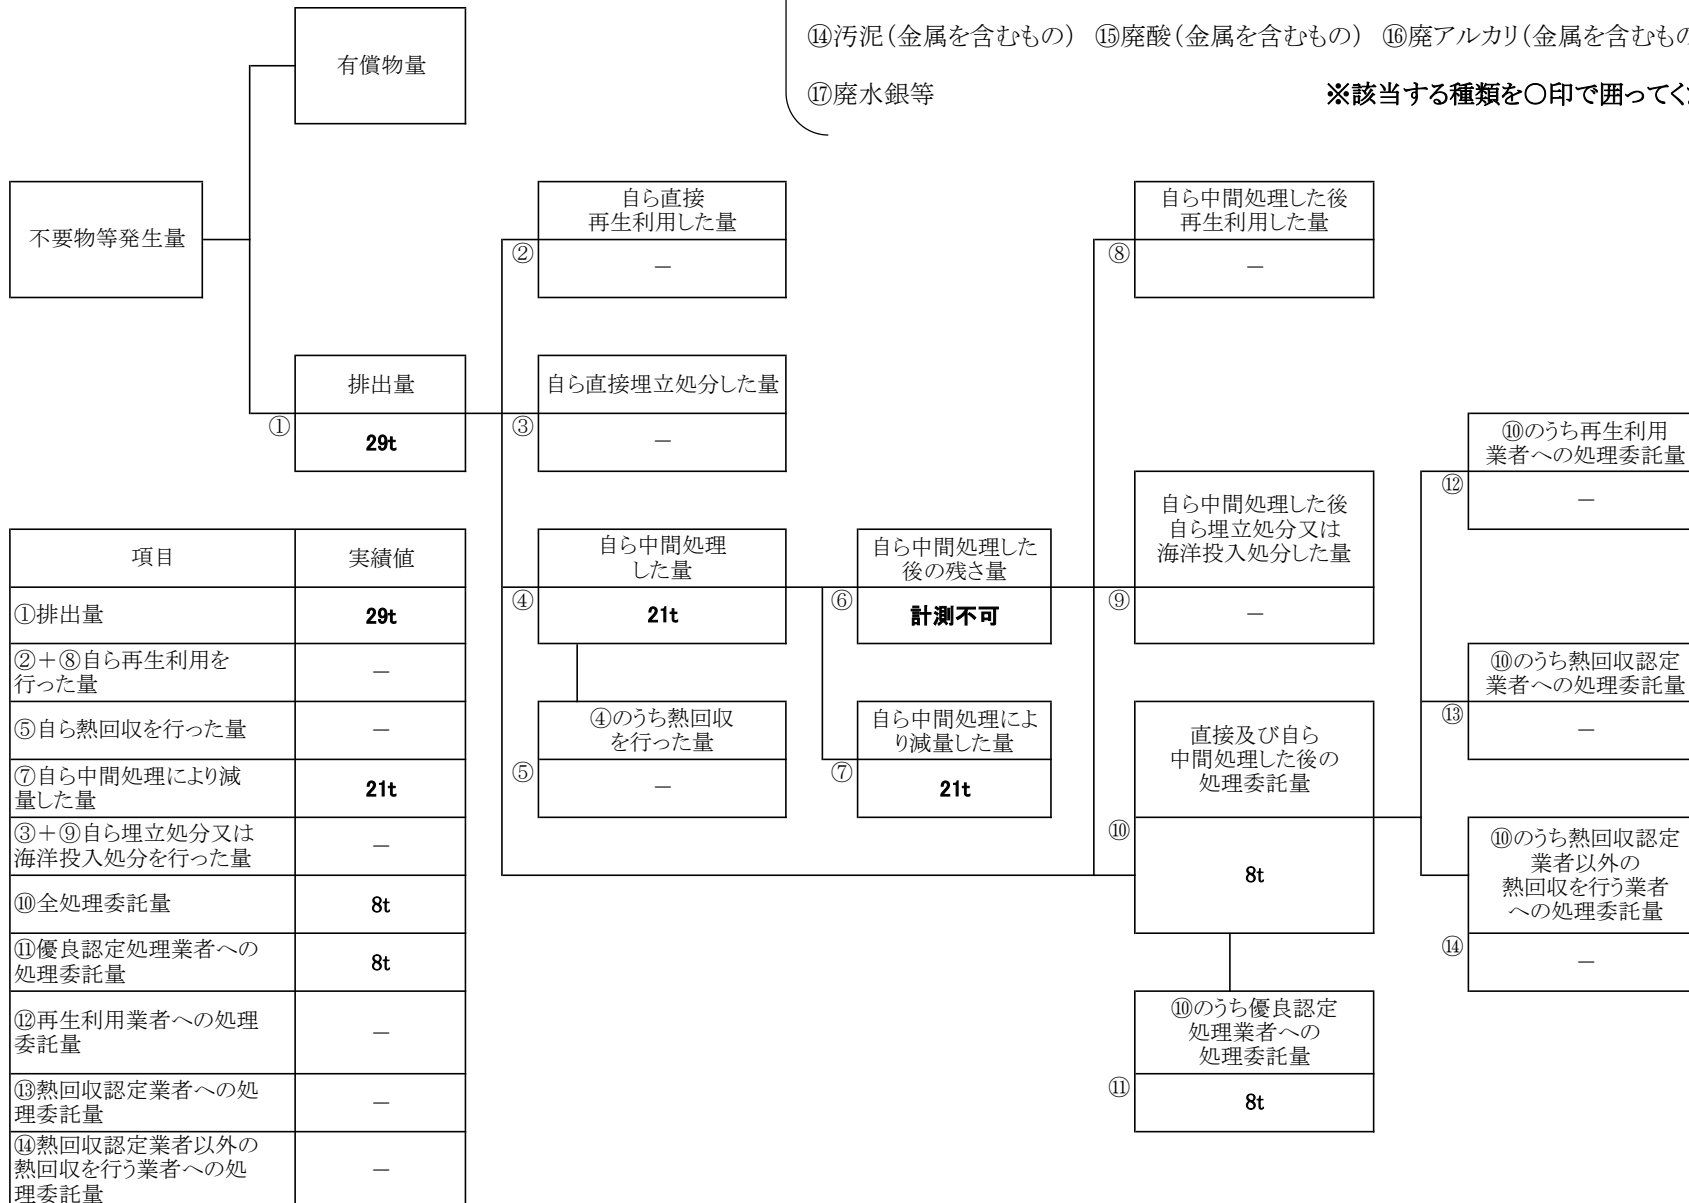 ⑭汚泥(金属を含むもの) ⑮廃酸(金属を含むもの) ⑯廃アルカリ(金属を含むもの
⑰廃水銀等 ※該当する種類を○印で囲ってく
有償物量
不要物等発生量
自ら直接
再生利用した量
②
－
自ら中間処理した後
再生利用した量
⑧
－
排出量
①
29t
自ら直接埋立処分した量
③
－
⑩のうち再生利用
業者への処理委託量
⑫
－
自ら中間処理
した量
④
21t
自ら中間処理した
後の残さ量
⑥
計測不可
自ら中間処理した後
自ら埋立処分又は
海洋投入処分した量
⑨
－
⑩のうち熱回収認定
業者への処理委託量
⑬
－
④のうち熱回収
を行った量
⑤
－
自ら中間処理によ
り減量した量
⑦
21t
直接及び自ら
中間処理した後の
処理委託量
⑩
8t
⑩のうち熱回収認定
業者以外の
熱回収を行う業者
への処理委託量
⑭
－
⑩のうち優良認定
処理業者への
処理委託量
⑪
8t
項目 実績値
①排出量 29t
②＋⑧自ら再生利用を
行った量 －
⑤自ら熱回収を行った量 －
⑦自ら中間処理により減
量した量 21t
③＋⑨自ら埋立処分又は
海洋投入処分を行った量 －
⑩全処理委託量 8t
⑪優良認定処理業者への
処理委託量 8t
⑫再生利用業者への処理
委託量 －
⑬熱回収認定業者への処
理委託量 －
⑭熱回収認定業者以外の
熱回収を行う業者への処
理委託量 －